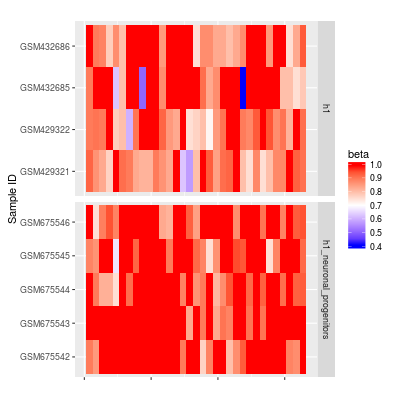 GSM432686
GSM432685
GSM429322
GSM429321
h1
GSM675546
GSM675545
GSM675544
GSM675543
GSM675542
h1_neuronal_progenitors
Sample ID
beta
1.0
0.9
0.8
0.7
0.6
0.5
0.4